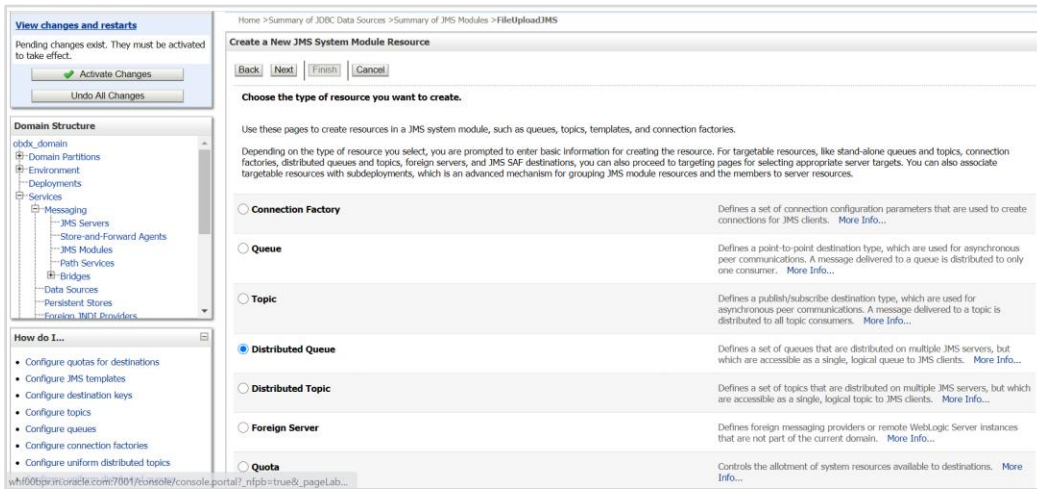 View changes and restarts
Pending changes exist. They must be activated
to take effect.
Activate Changes
Undo All Changes
Domain Structure
obdx_domain
Domain Partitions
Environment
Deployments
Services
Messaging
JMS Servers
Store-and-Forward Agents
JMS Modules
Path Services
Bridges
Data Sources
Persistent Stores
Foreign JNDI Providers
How do I...
Configure quotas for destinations
Configure JMS templates
Configure destination keys
Configure topics
Configure queues
Configure connection factories
Configure uniform distributed topics
Home >Summary of JDBC Data Sources >Summary of JMS Modules >FileUploadJMS
Create a New JMS System Module Resource
Back Next Finish Cancel
Choose the type of resource you want to create.
Use these pages to create resources in a JMS system module, such as queues, topics, templates, and connection factories.
Depending on the type of resource you select, you are prompted to enter basic information for creating the resource. For targetable resources, like stand-alone queues and topics, connection
factories, distributed queues and topics, foreign servers, and JMS SAF destinations, you can also proceed to targeting pages for selecting appropriate server targets. You can also associate
targetable resources with subdeployments, which is an advanced mechanism for grouping JMS module resources and the members to server resources.
Connection Factory
Defines a set of connection configuration parameters that are used to create
connections for JMS clients. More Info...
Queue
Defines a point-to-point destination type, which are used for asynchronous
peer communications. A message delivered to a queue is distributed to only
one consumer. More Info...
Topic
Defines a publish/subscribe destination type, which are used for
asynchronous peer communications. A message delivered to a topic is
distributed to all topic consumers. More Info...
Distributed Queue
Defines a set of queues that are distributed on multiple JMS servers, but
which are accessible as a single, logical queue to JMS clients. More Info...
Distributed Topic
Defines a set of topics that are distributed on multiple JMS servers, but which
are accessible as a single, logical topic to JMS clients. More Info...
Foreign Server
Defines foreign messaging providers or remote WebLogic Server instances
that are not part of the current domain. More Info...
Quota
Controls the allotment of system resources available to destinations. More
Info...